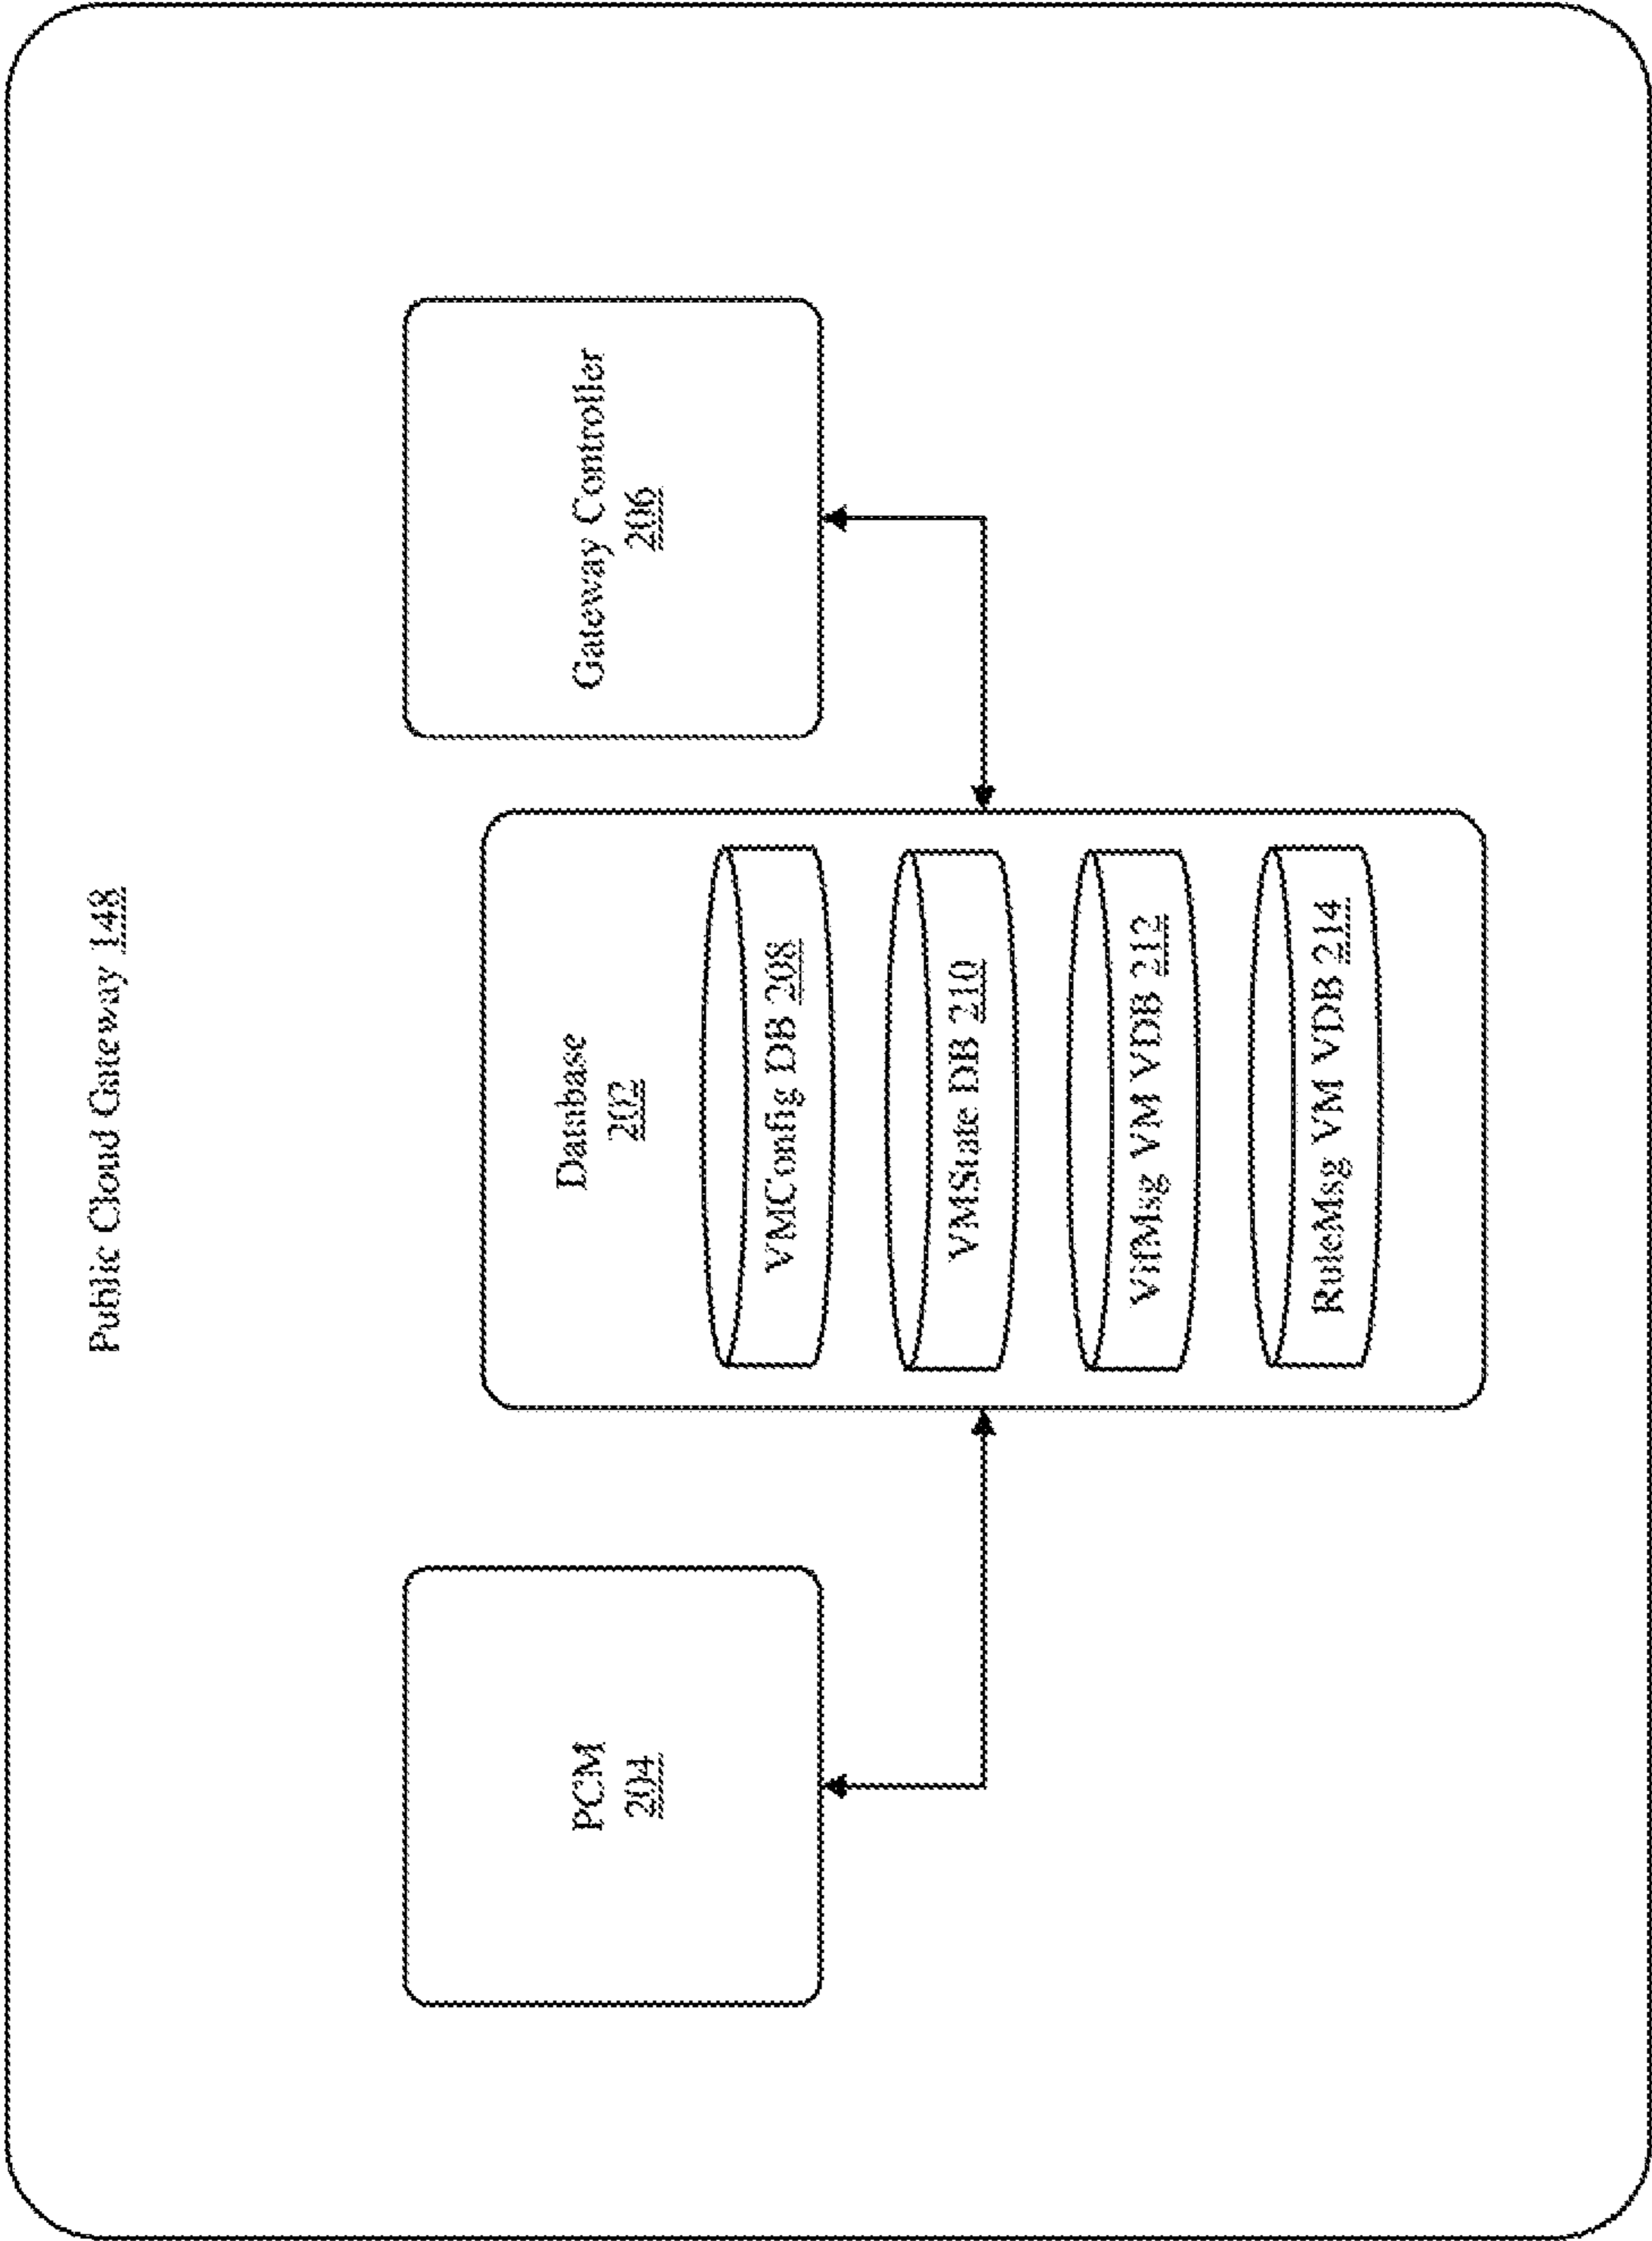 Public Cloud Gateway 148
PCM
204
Database
202
VMConfig DB 208
VMState DB 210
VifMsg VM VDB 212
RuleMsg VM VDB 214
Gateway Controller
206